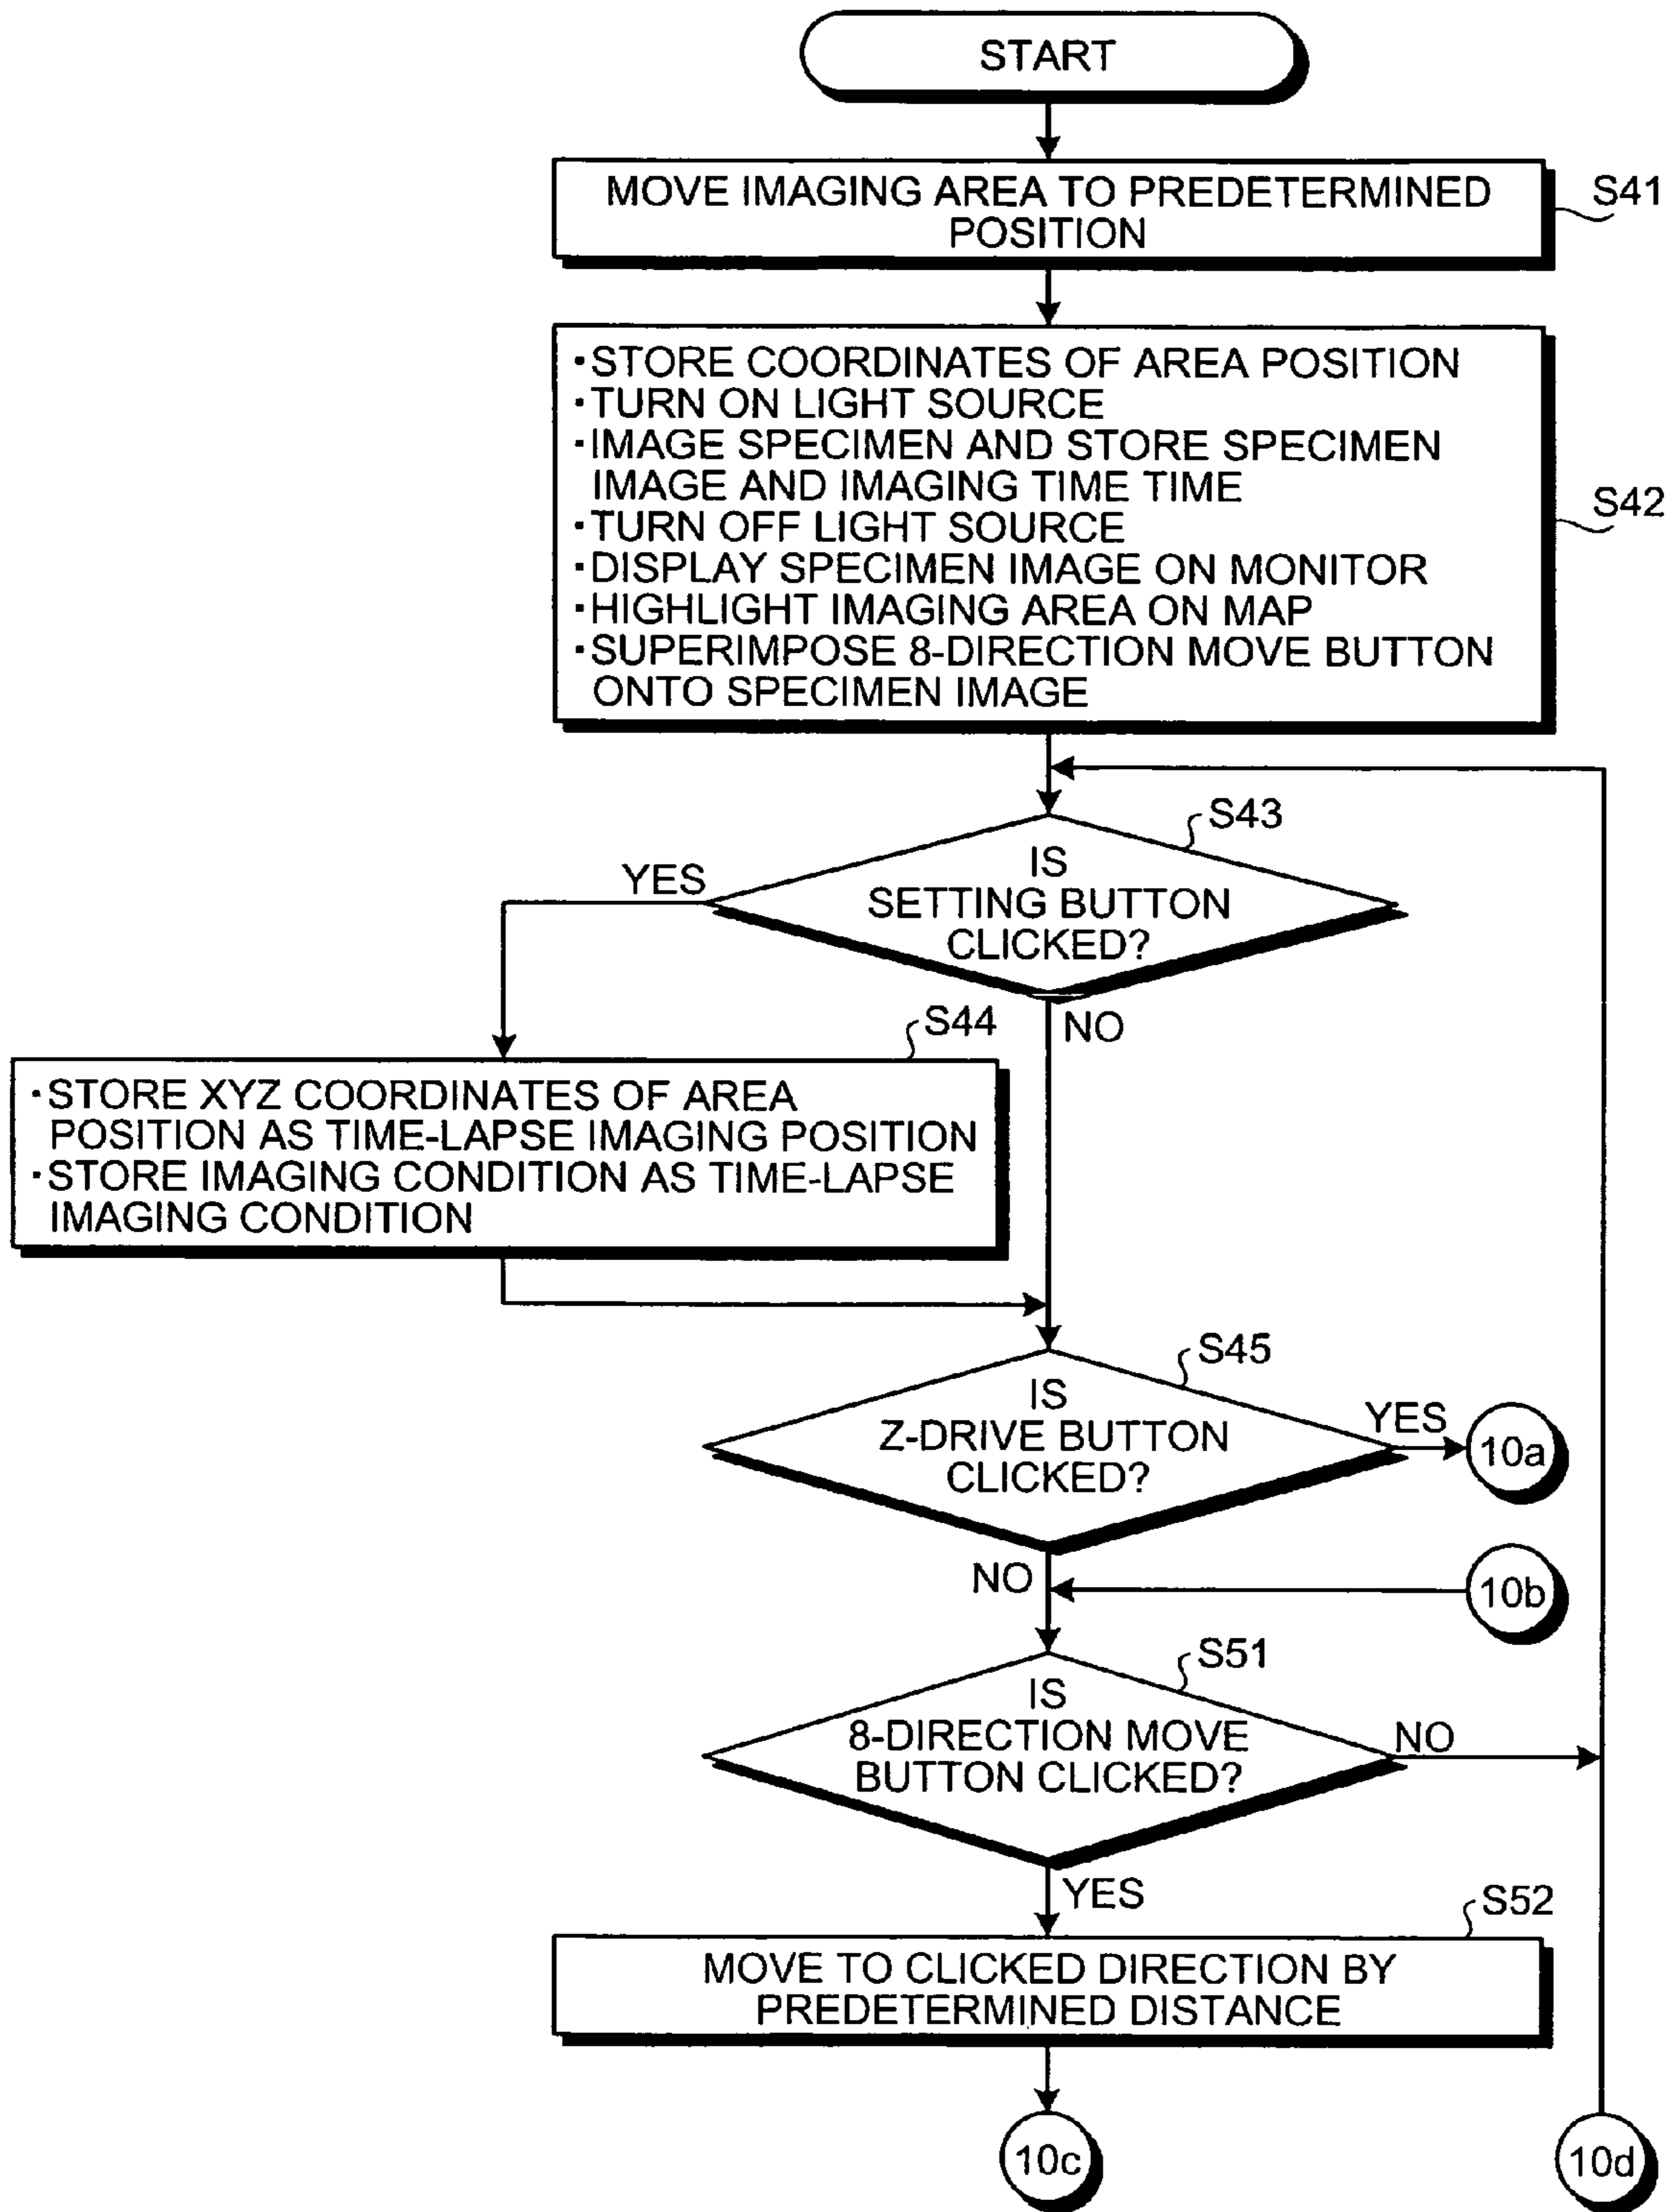 START
MOVE IMAGING AREA TO PREDETERMINED
POSITION
S41
·STORE COORDINATES OF AREA POSITION
·TURN ON LIGHT SOURCE
·IMAGE SPECIMEN AND STORE SPECIMEN
IMAGE AND IMAGING TIME TIME
·TURN OFF LIGHT SOURCE
·DISPLAY SPECIMEN IMAGE ON MONITOR
·HIGHLIGHT IMAGING AREA ON MAP
·SUPERIMPOSE 8-DIRECTION MOVE BUTTON
ONTO SPECIMEN IMAGE
S42
S43
IS
SETTING BUTTON
CLICKED?
YES
NO
S44
·STORE XYZ COORDINATES OF AREA
POSITION AS TIME-LAPSE IMAGING POSITION
·STORE IMAGING CONDITION AS TIME-LAPSE
IMAGING CONDITION
S45
IS
Z-DRIVE BUTTON
CLICKED?
YES
10a
NO
10b
S51
IS
8-DIRECTION MOVE
BUTTON CLICKED?
NO
YES
S52
MOVE TO CLICKED DIRECTION BY
PREDETERMINED DISTANCE
10c
10d